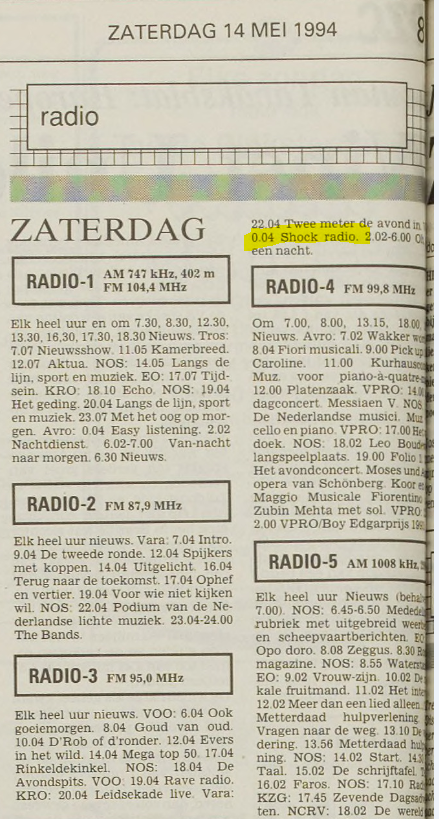 ZATERDAG 14 MEI 1994
8
radio
ZATERDAG
RADIO-1 AM 747 kHz, 402 m
FM 104,4 MHz
Elk heel uur en om 7.30, 8.30, 12.30,
13.30, 16,30, 17.30, 18.30 Nieuws. Tros:
7.07 Nieuwsshow. 11.05 Kamerbreed.
12.07 Aktua. NOS: 14.05 Langs de
lijn, sport en muziek. EO: 17.07 Tijd-
sein. KRO: 18.10 Echo. NOS: 19.04
Het geding. 20.04 Langs de lijn, sport
en muziek. 23.07 Met het oog op mor-
gen. Avro: 0.04 Easy listening. 2.02
Nachtdienst. 6.02-7.00 Van-nacht
naar morgen. 6.30 Nieuws.
RADIO-2 FM 87,9 MHz
Elk heel uur nieuws. Vara: 7.04 Intro.
9.04 De tweede ronde. 12.04 Spijkers
met koppen. 14.04 Uitgelicht. 16.04
Terug naar de toekomst. 17.04 Ophef
en vertier. 19.04 Voor wie niet kijken
wil. NOS: 22.04 Podium van de Ne-
derlandse lichte muziek. 23.04-24.00
The Bands.
RADIO-3 FM 95,0 MHz
Elk heel uur nieuws. VOO: 6.04 Ook
goeiemorgen. 8.04 Goud van oud.
10.04 D'Rob of d'ronder. 12.04 Evers
in het wild. 14.04 Mega top 50. 17.04
Rinkeldekinkel. NOS: 18.04 De
Avondspits. VOO: 19.04 Rave radio.
KRO: 20.04 Leidsekade live. Vara:
22.04 Twee meter de avond in
0.04 Shock radio. 2.02-6.00
een nacht.
RADIO-4 FM 99,8 MHz
Om 7.00, 8.00, 13.15, 18.00,
Nieuws. Avro: 7.02 Wakker
8.04 Fiori musicali. 9.00 Pick up
Caroline. 11.00
Muz. voor
12.00 Platenzaak. VPRO:
dagconcert. Messiaen V. NOS
De Nederlandse musici. Muz
cello en piano. VPRO: 17.00
doek. NOS: 18.02 Leo
langspeelplaats. 19.00 Folio
Het avondconcert. Moses und
opera van Schönberg. Koor
Maggio Musicale Fiorentino
Zubin Mehta met sol. VPRO
2.00 VPRO/Boy Edgarprijs
RADIO-5 AM 1008 kHz,
Elk heel uur Nieuws
7.00). NOS: 6.45-6.50
rubriek met uitgebreid
en scheepvaartberichten. EO
Opo doro. 8.08 Zeggus. 8.30
magazine. NOS: 8.55
EO: 9.02 Vrouw-zijn. 10.02
kale fruitmand. 11.02 Het
12.02 Meer dan een lied alleen.
Metterdaad hulpverlening
Vragen naar de weg. 13.10 De
dering. 13.56 Metterdaad
ning. NOS: 14.02 Start.
Taal. 15.02 De schrijftafel.
16.02 Faros. NOS: 17.10
KZG: 17.45 Zevende
ten. NCRV: 18.02 De wereld